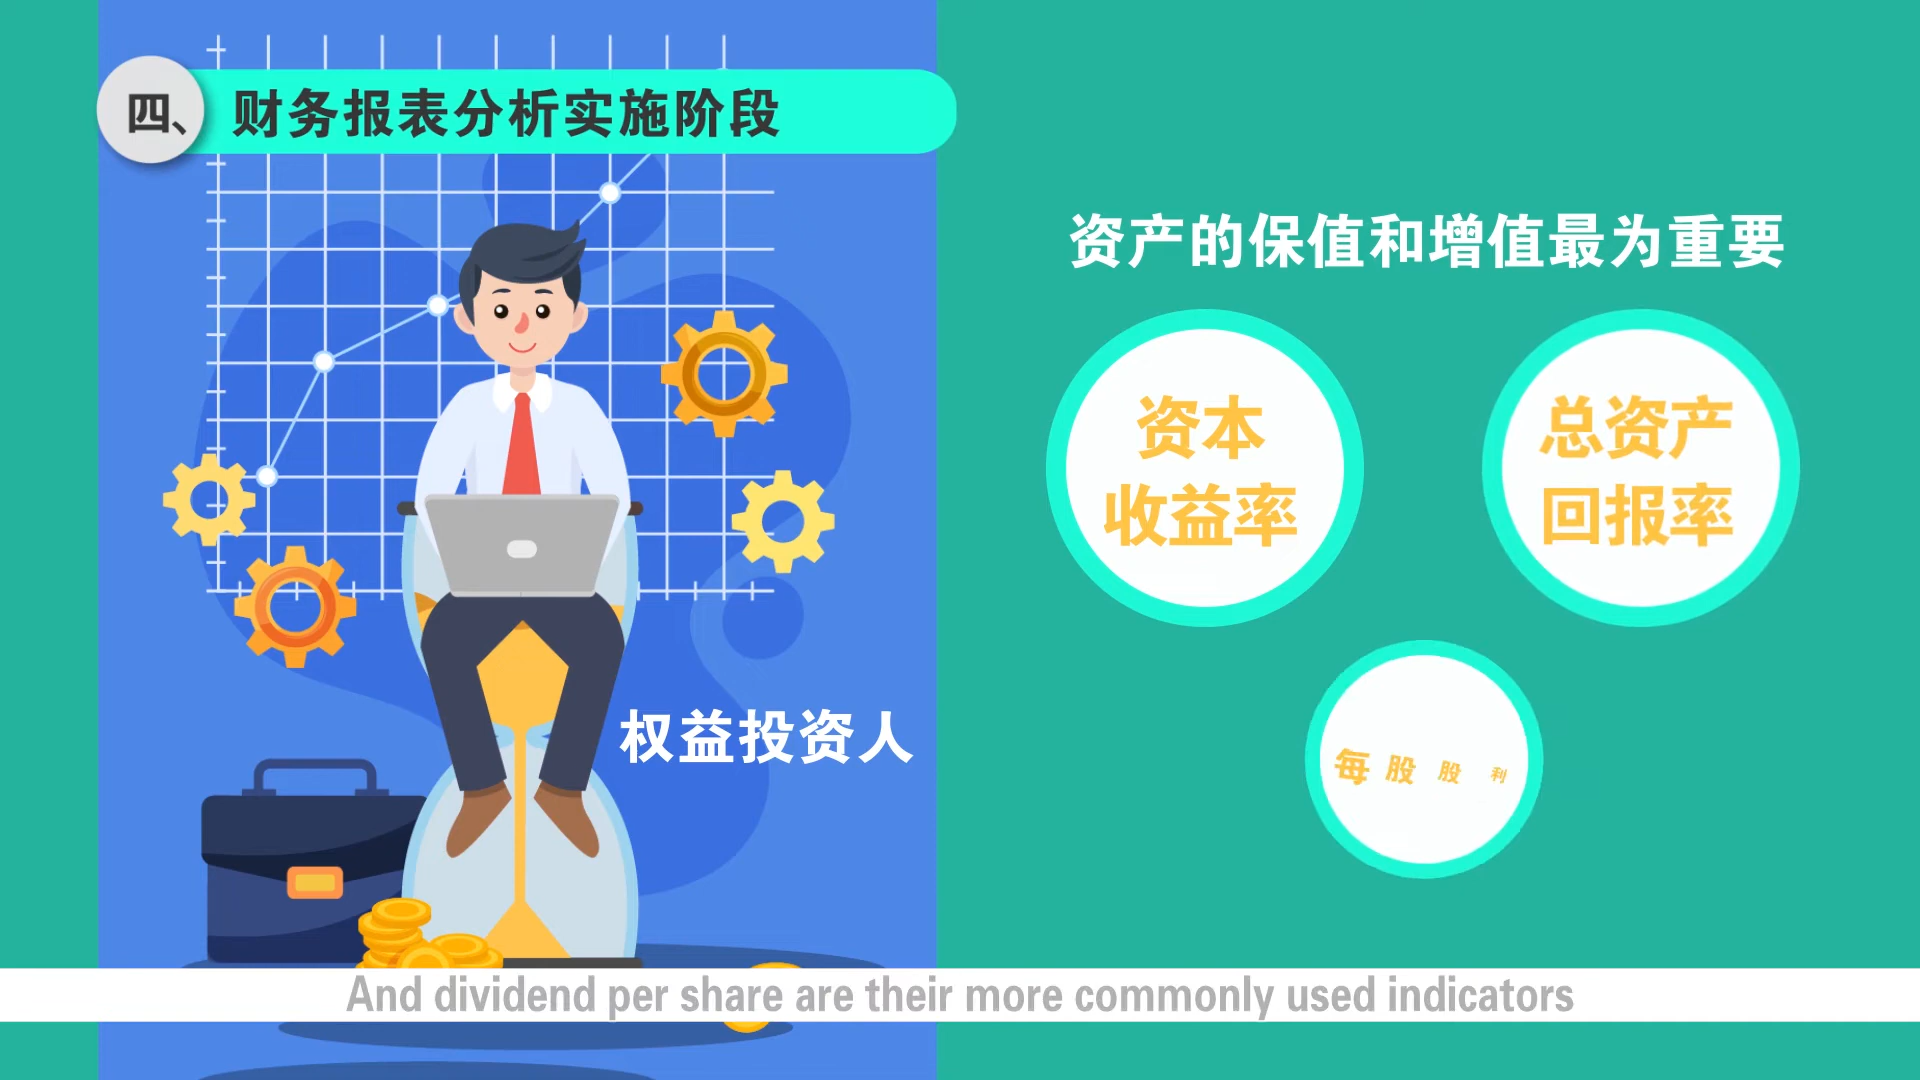 四、 财务报表分析实施阶段
资产的保值和增值最为重要
资本
收益率
总资产
回报率
权益投资人
每股股利
And dividend per share are their more commonly used indicators